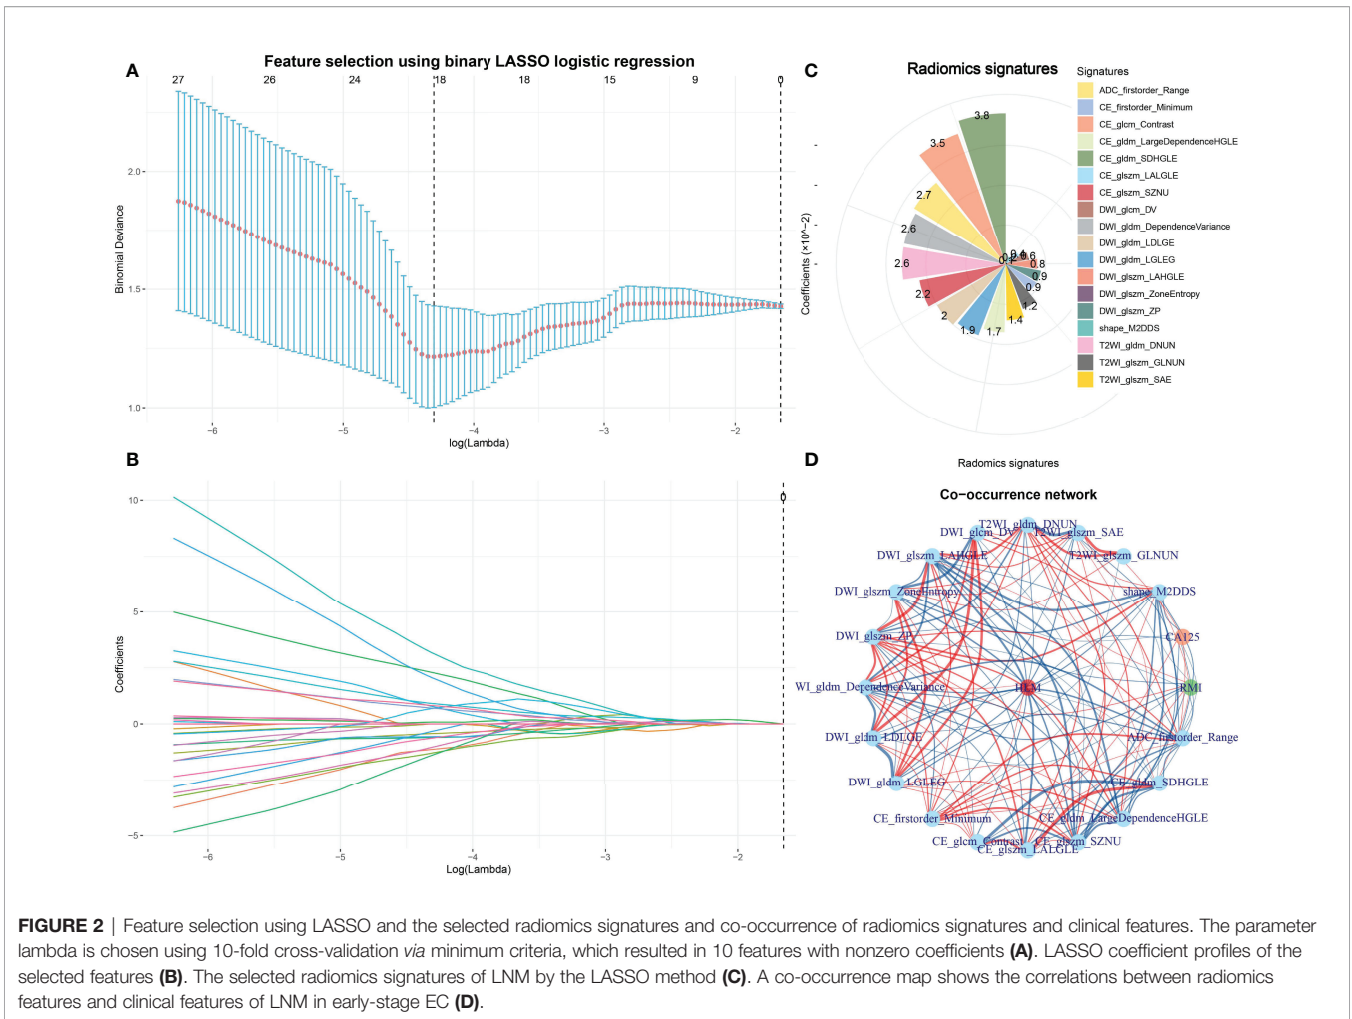 A
Feature selection using binary LASSO logistic regression
27 26 24 18 18 15 9 0
2.0
1.5
1.0
Binomial Deviance
−6 −5 −4 −3 −2
log(Lambda)
B
0
10
5
0
−5
Coefficients
−6 −5 −4 −3 −2
Log(Lambda)
C
Radiomics signatures
3.8
3.5
2.7
2.6
2.6
2.2
2
1.9
1.7
1.4
1.2
0.9
0.9
0.8
0.6
0.4
Coefficients (×10^−2)
Radomics signatures
Signatures
ADC_firstorder_Range
CE_firstorder_Minimum
CE_glcm_Contrast
CE_gldm_LargeDependenceHGLE
CE_gldm_SDHGLE
CE_glszm_LALGLE
CE_glszm_SZNU
DWI_glcm_DV
DWI_gldm_DependenceVariance
DWI_gldm_LDLGE
DWI_gldm_LGLEG
DWI_glszm_LAHGLE
DWI_glszm_ZoneEntropy
DWI_glszm_ZP
shape_M2DDS
T2WI_gldm_DNUN
T2WI_glszm_GLNUN
T2WI_glszm_SAE
D
Co−occurrence network
T2WI_gldm_DNUN
DWI_glcm_DV
T2WI_glszm_SAE
DWI_glszm_LAHGLE
T2WI_glszm_GLNUN
DWI_glszm_ZoneEntropy
shape_M2DDS
DWI_glszm_ZP
CA125
WI_gldm_DependenceVariance
RMI
DWI_gldm_LDLGE
ADC_firstorder_Range
DWI_gldm_LGLEG
CE_gldm_SDHGLE
CE_firstorder_Minimum
CE_gldm_LargeDependenceHGLE
CE_glcm_Contrast
CE_glszm_SZNU
CE_glszm_LALGLE
FIGURE 2 | Feature selection using LASSO and the selected radiomics signatures and co-occurrence of radiomics signatures and clinical features. The parameter
lambda is chosen using 10-fold cross-validation via minimum criteria, which resulted in 10 features with nonzero coefficients (A). LASSO coefficient profiles of the
selected features (B). The selected radiomics signatures of LNM by the LASSO method (C). A co-occurrence map shows the correlations between radiomics
features and clinical features of LNM in early-stage EC (D).